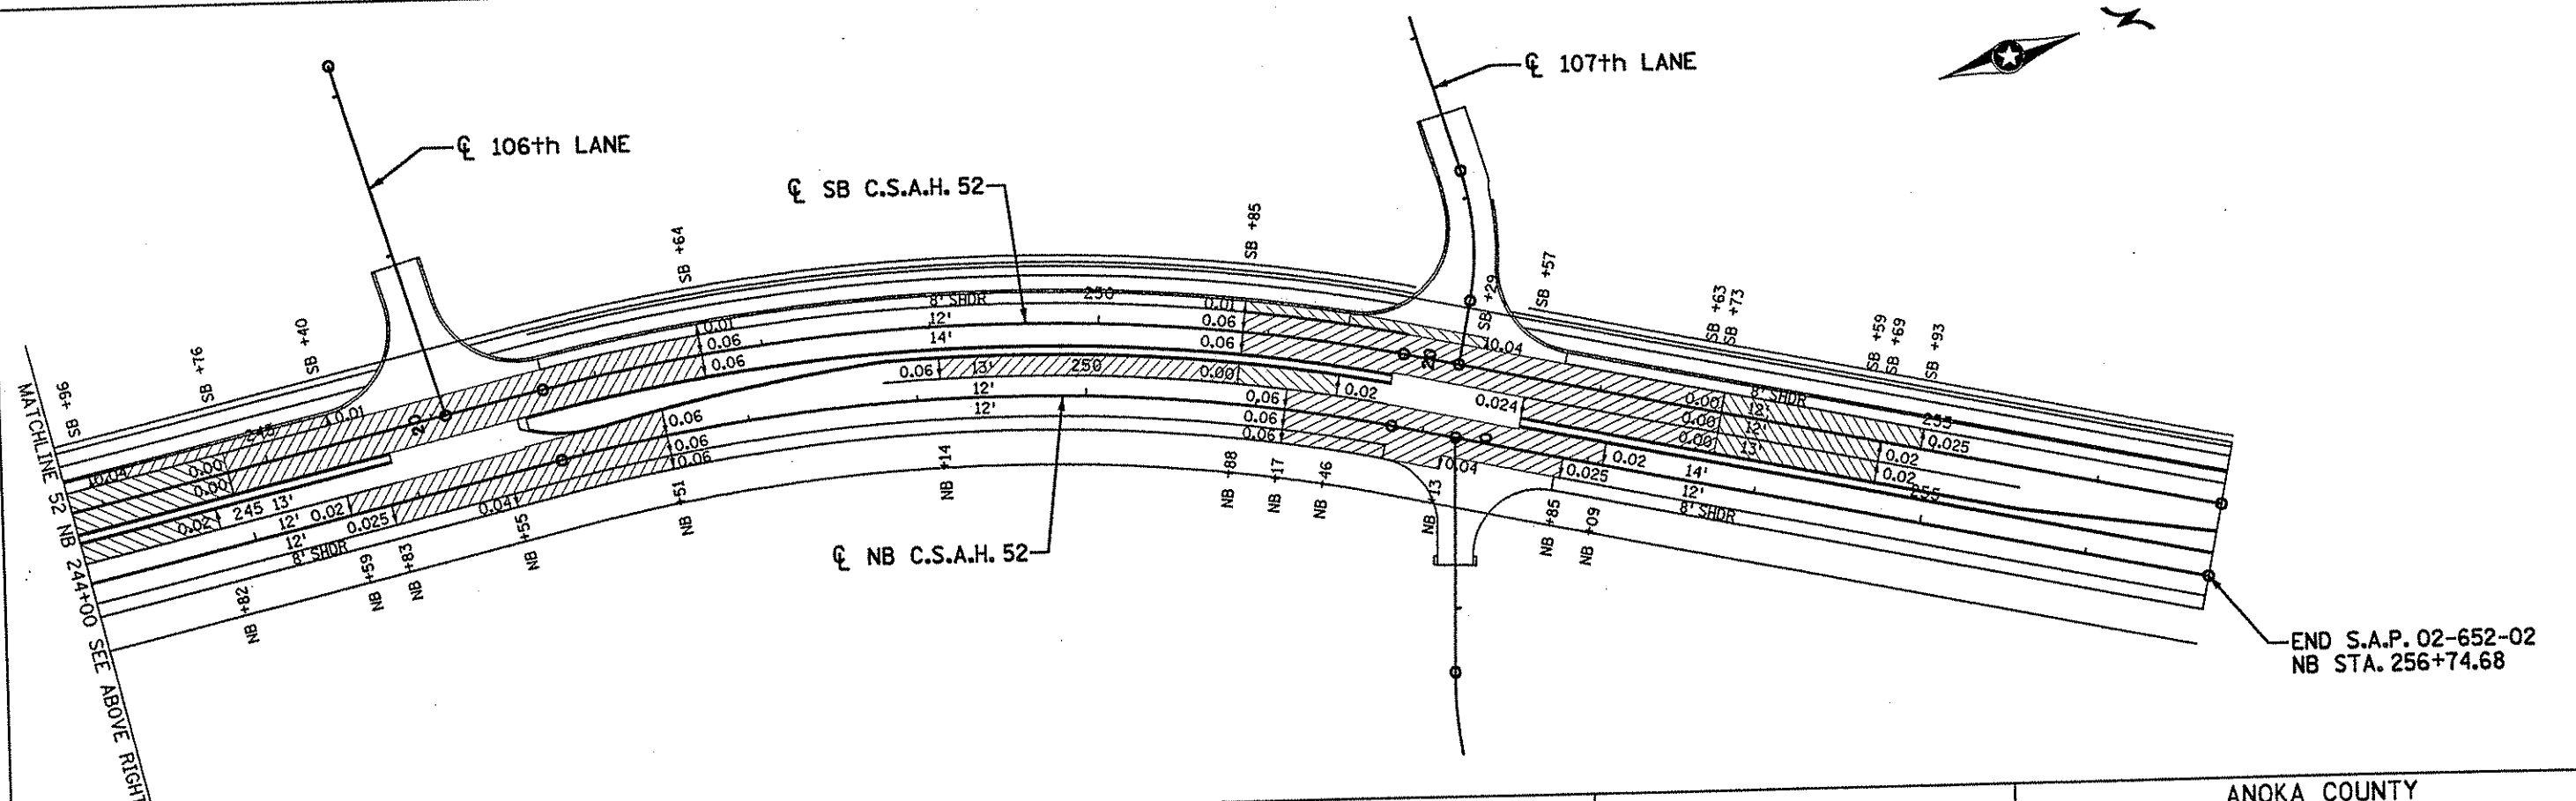 ℄ 106th LANE
℄ SB C.S.A.H. 52
℄ 107th LANE
SB +96
SB +76
SB +40
SB +64
SB +85
SB +29
SB +57
SB +63
SB +73
SB +59
SB +69
SB +93
8' SHDR
250
12'
14'
0.01
0.06
0.06
0.01
0.06
0.06
0.04
0.06
13'
250
0.00
0.02
12'
12'
0.06
0.06
0.06
0.06
0.06
0.06
245
0.01
20
0.04
0.00
0.00
0.02
245
13'
12'
0.02
12'
0.025
0.04
8' SHDR
20
0.024
0.00
0.00
0.00
12'
12'
13'
8' SHDR
255
0.025
0.02
0.02
0
0.04
0.02
0.025
14'
12'
8' SHDR
255
NB +82
NB +59
NB +83
NB +55
NB +51
NB +14
NB +88
NB +17
NB +46
NB +13
NB +85
NB +09
℄ NB C.S.A.H. 52
MATCHLINE 52 NB 244+00 SEE ABOVE RIGHT
END S.A.P. 02-652-02
NB STA. 256+74.68
ANOKA COUNTY